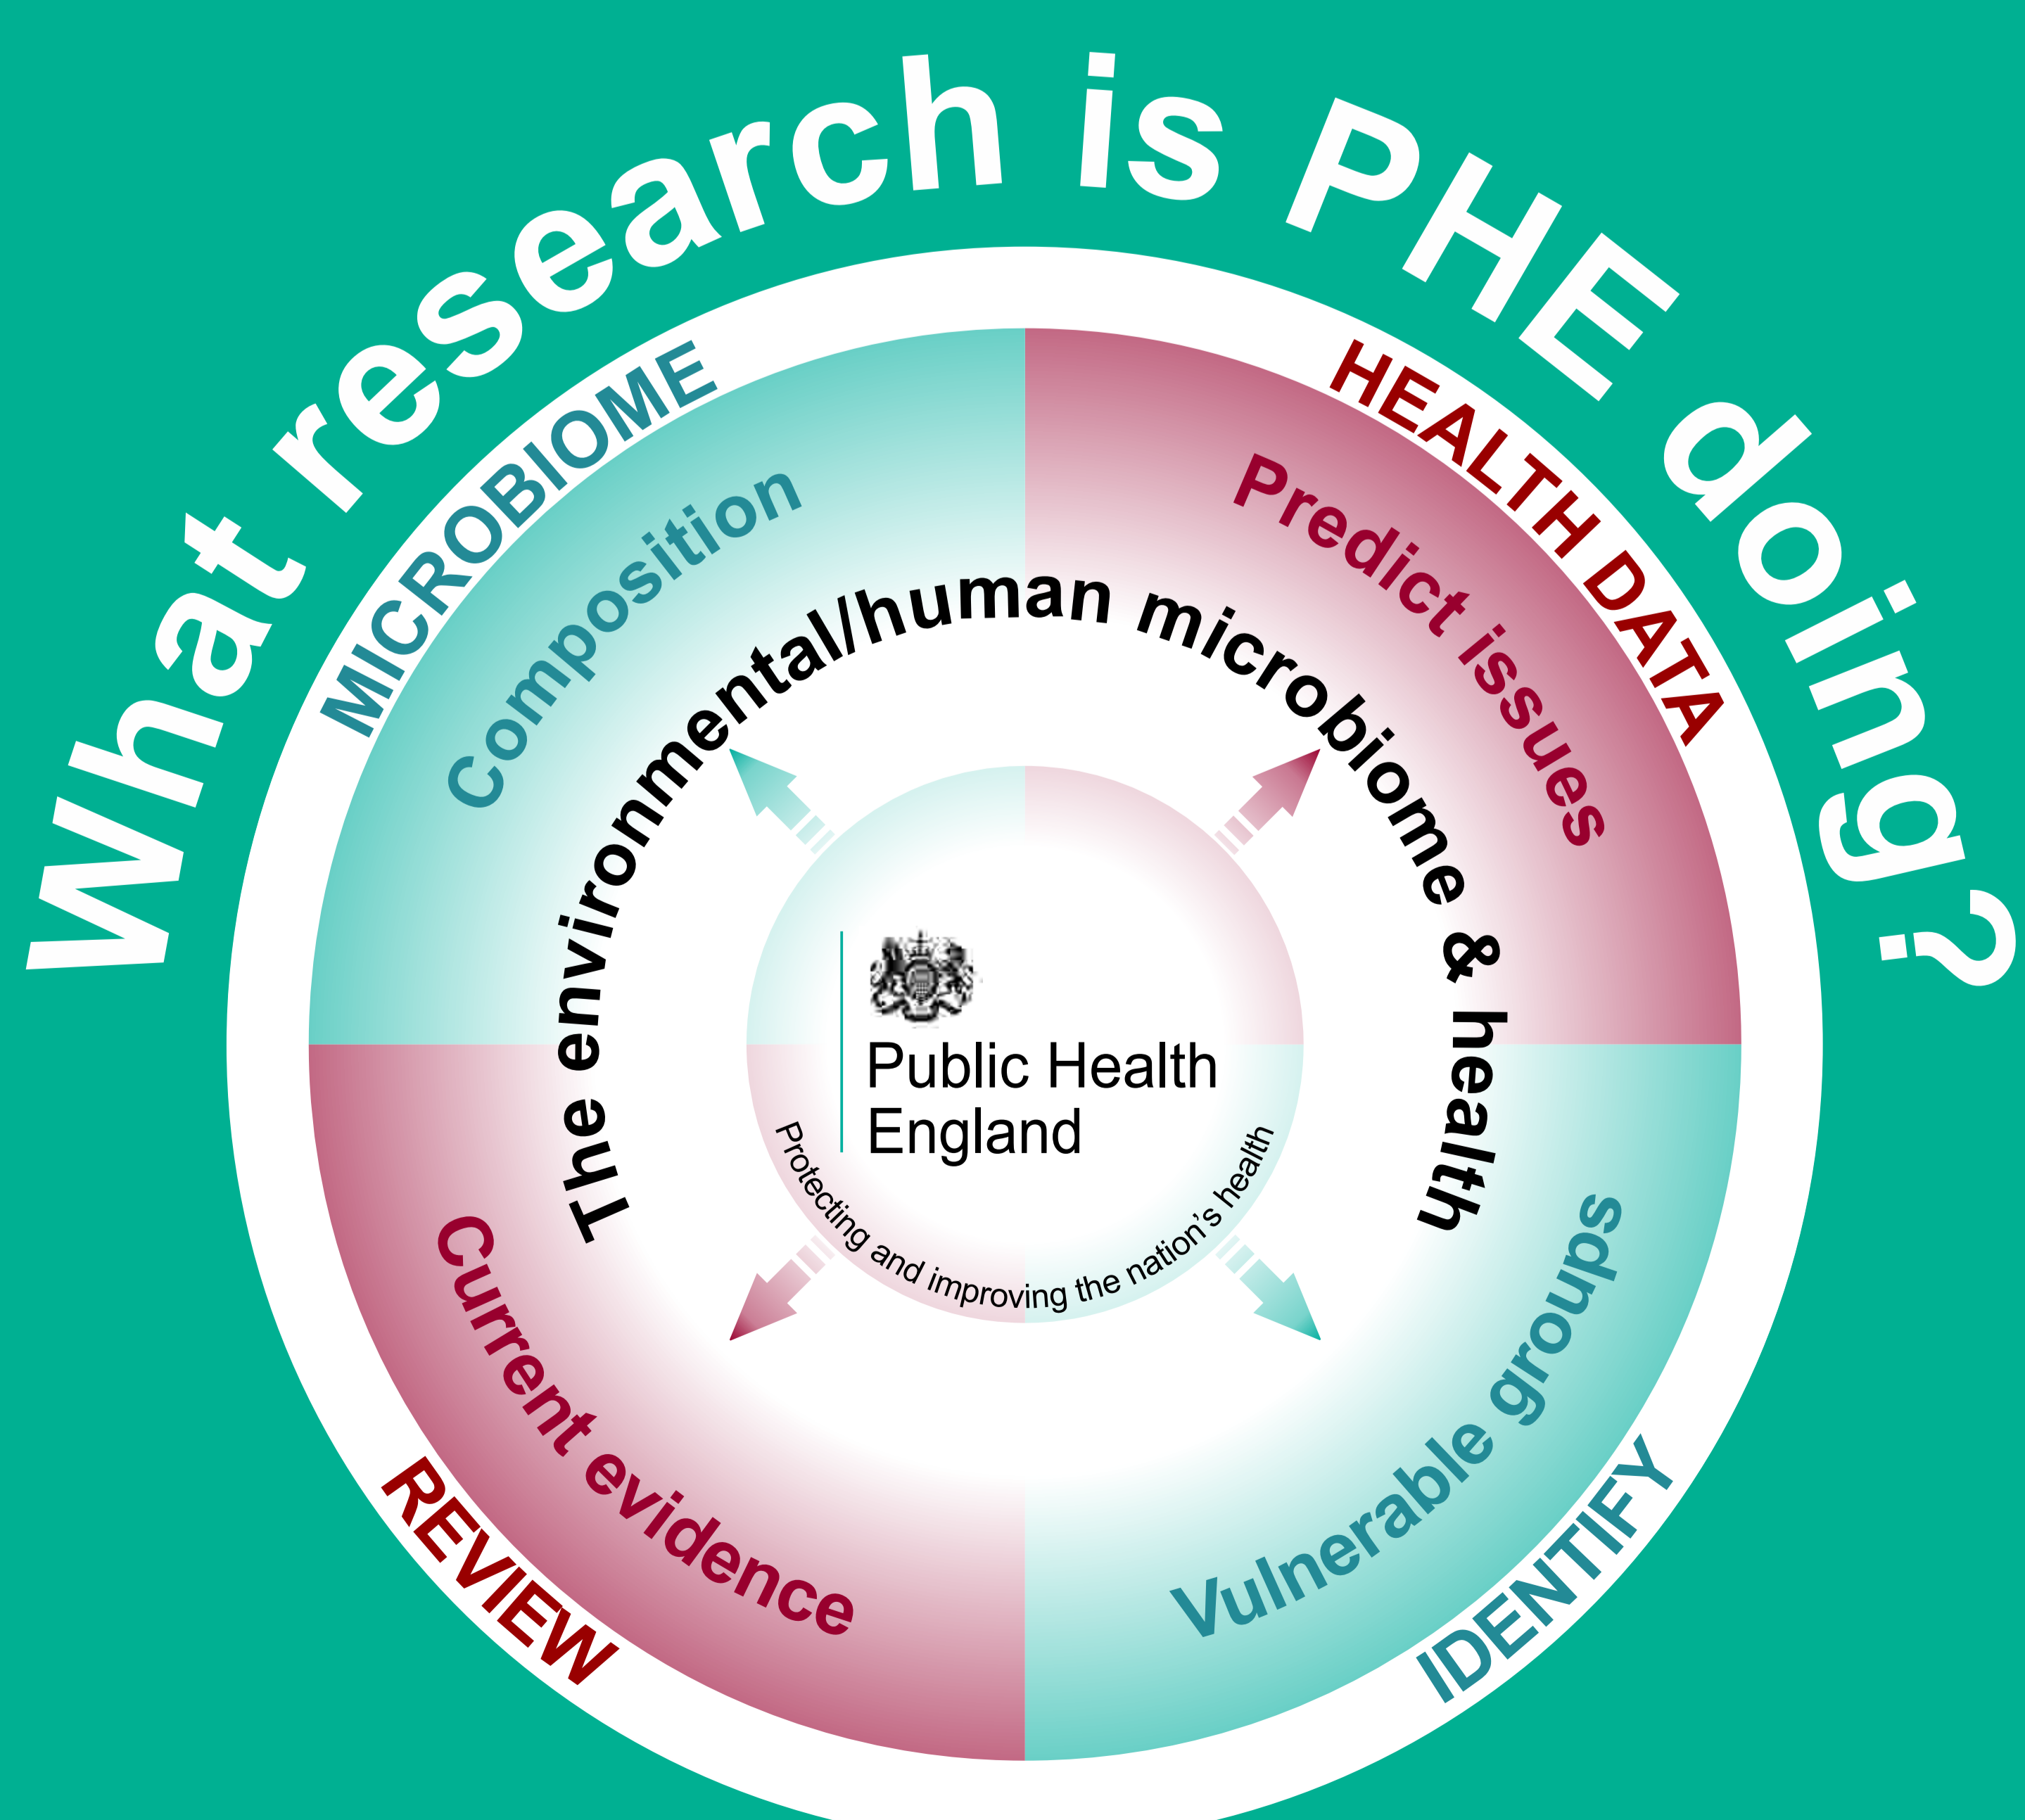 What research is PHE doing?
MICROBIOME
HEALTH DATA
Composition
Predict issues
The environmental/human microbiome & health
Public Health
England
Protecting and improving the nation's health
Current evidence
Vulnerable groups
REVIEW
IDENTIFY